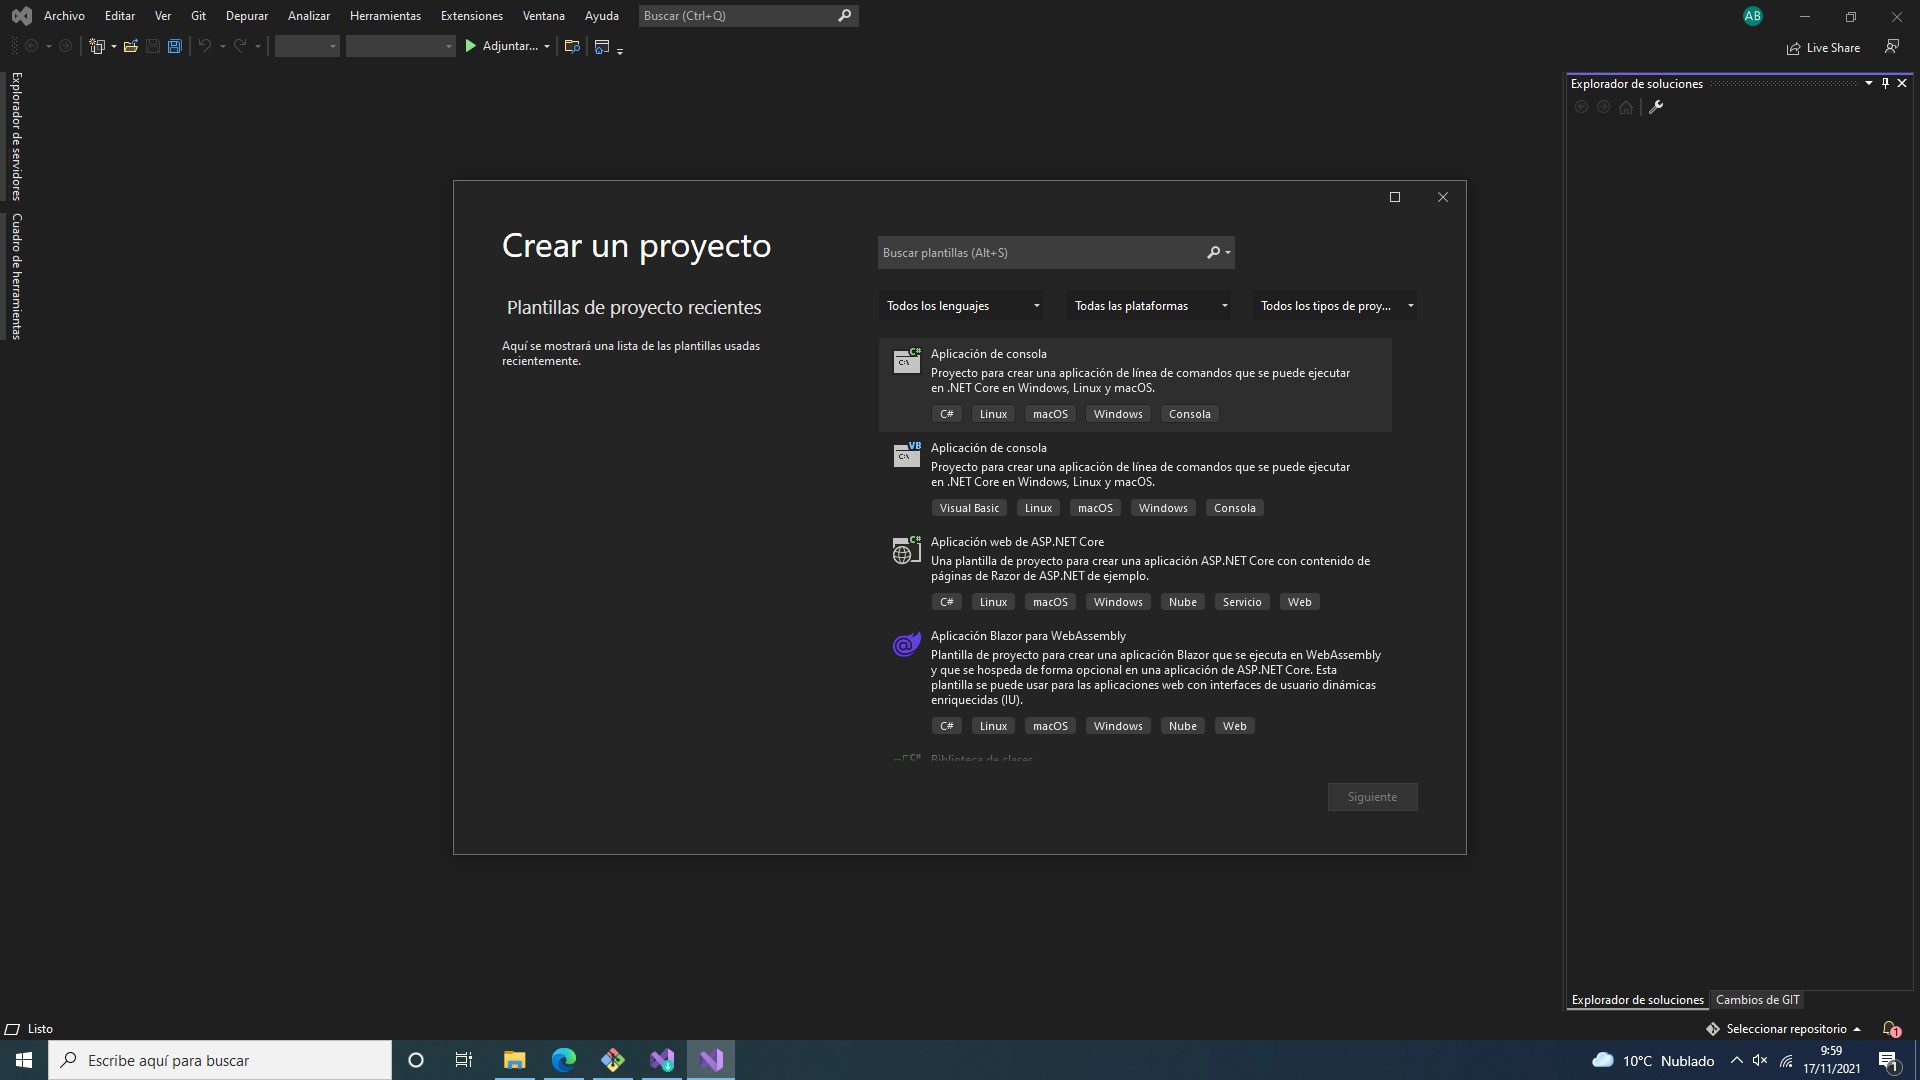 Archivo Editar Ver Git Depurar Analizar Herramientas Extensiones Ventana Ayuda Buscar (Ctrl+Q) AB
Adjuntar... Live Share
Explorador de servidores
Cuadro de herramientas
Explorador de soluciones
Crear un proyecto
Plantillas de proyecto recientes
Aquí se mostrará una lista de las plantillas usadas
recientemente.
Buscar plantillas (Alt+S)
Todos los lenguajes Todas las plataformas Todos los tipos de proy...
C# C:\
Aplicación de consola
Proyecto para crear una aplicación de línea de comandos que se puede ejecutar
en .NET Core en Windows, Linux y macOS.
C# Linux macOS Windows Consola
VB C:\
Aplicación de consola
Proyecto para crear una aplicación de línea de comandos que se puede ejecutar
en .NET Core en Windows, Linux y macOS.
Visual Basic Linux macOS Windows Consola
C#
Aplicación web de ASP.NET Core
Una plantilla de proyecto para crear una aplicación ASP.NET Core con contenido de
páginas de Razor de ASP.NET de ejemplo.
C# Linux macOS Windows Nube Servicio Web
Aplicación Blazor para WebAssembly
Plantilla de proyecto para crear una aplicación Blazor que se ejecuta en WebAssembly
y que se hospeda de forma opcional en una aplicación de ASP.NET Core. Esta
plantilla se puede usar para las aplicaciones web con interfaces de usuario dinámicas
enriquecidas (IU).
C# Linux macOS Windows Nube Web
C#
Biblioteca de clases
Siguiente
Explorador de soluciones Cambios de GIT
Listo
Seleccionar repositorio 1
Escribe aquí para buscar
10°C Nublado
9:59
17/11/2021
1